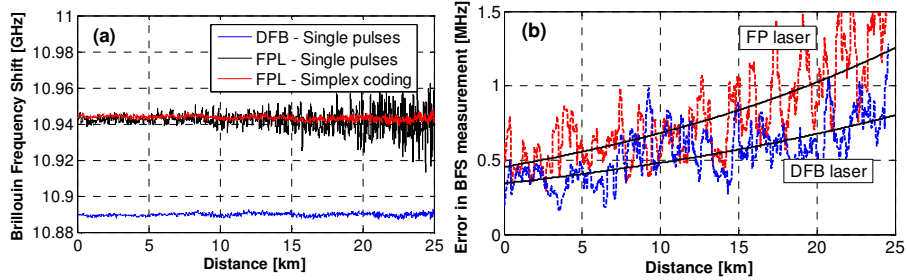 (a)
DFB - Single pulses
FPL - Single pulses
FPL - Simplex coding
Brillouin Frequency Shift [GHz]
11
10.98
10.96
10.94
10.92
10.9
10.88
0 5 10 15 20 25
Distance [km]
(b)
FP laser
DFB laser
Error in BFS measurement [MHz]
1.5
1
0.5
0
0 5 10 15 20 25
Distance [km]